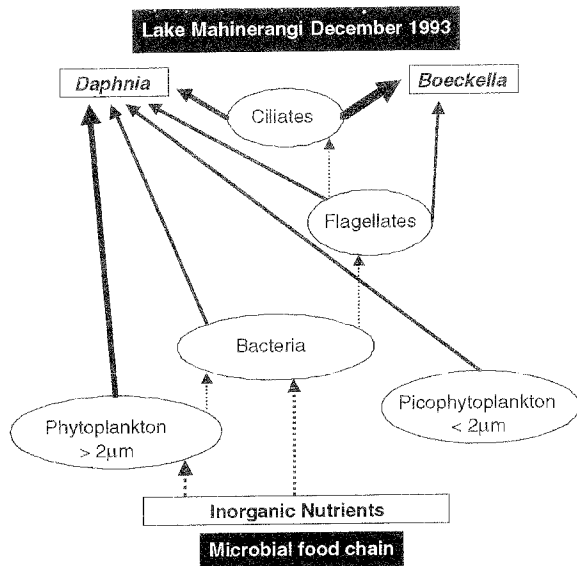 Lake Mahinerangi December 1993
Daphnia
Boeckella
Ciliates
Flagellates
Bacteria
Picophytoplankton
< 2µm
Phytoplankton
> 2µm
Inorganic Nutrients
Microbial food chain